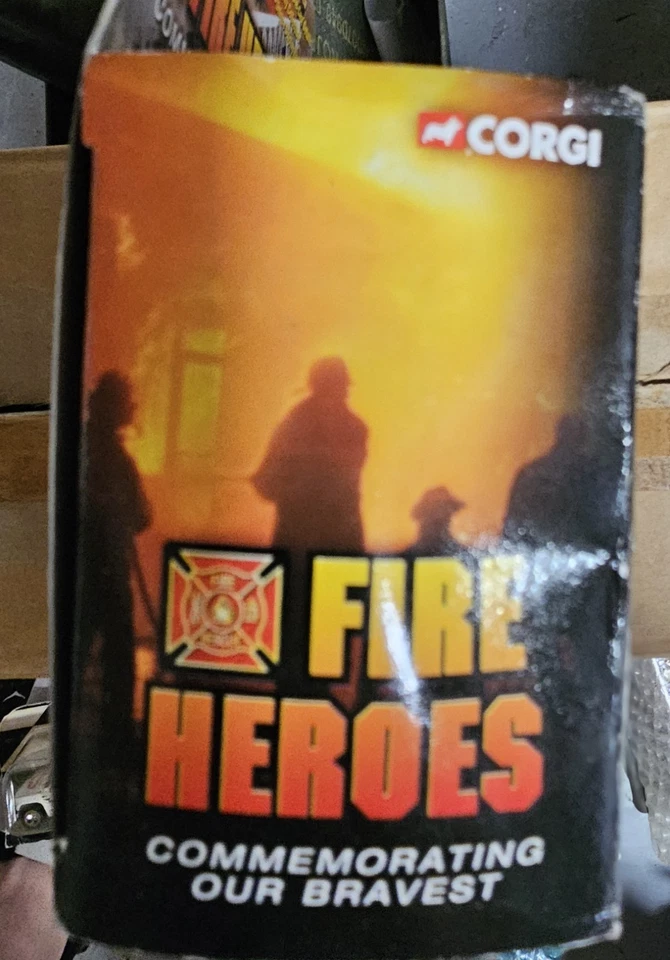 CORGI
FIRE
HEROES
COMMEMORATING
OUR BRAVEST